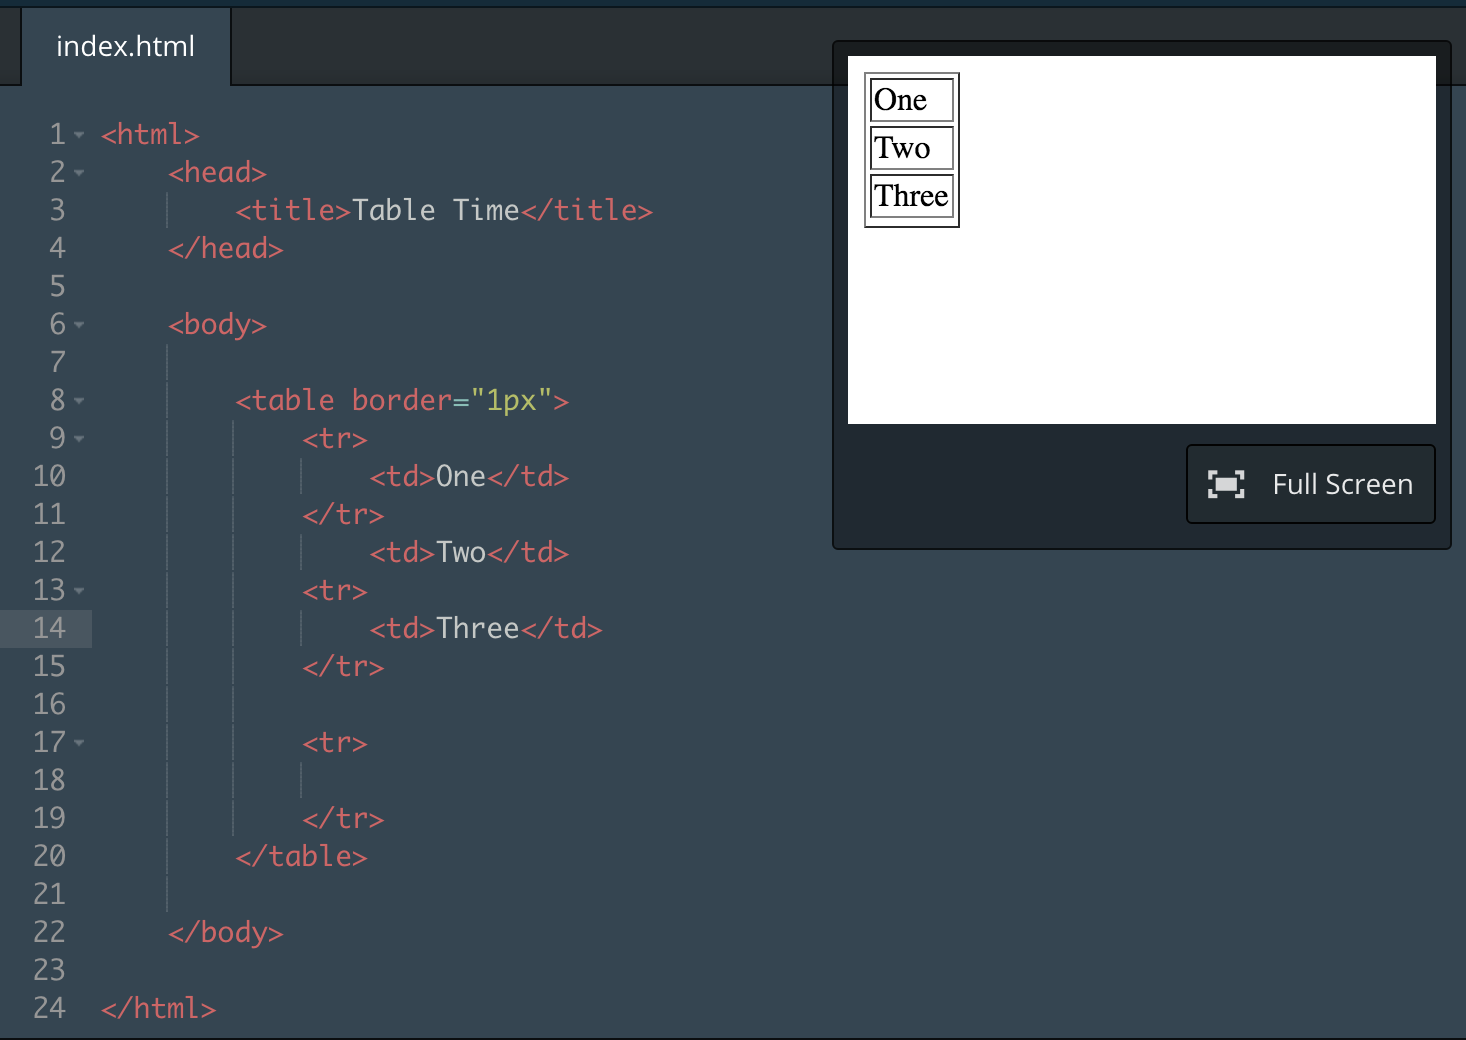 index.html
1 <html>
2 <head>
3 <title>Table Time</title>
4 </head>
5
6 <body>
7
8 <table border="1px">
9 <tr>
10 <td>One</td>
11 </tr>
12 <td>Two</td>
13 <tr>
14 <td>Three</td>
15 </tr>
16
17 <tr>
18
19 </tr>
20 </table>
21
22 </body>
23
24 </html>
One
Two
Three
Full Screen